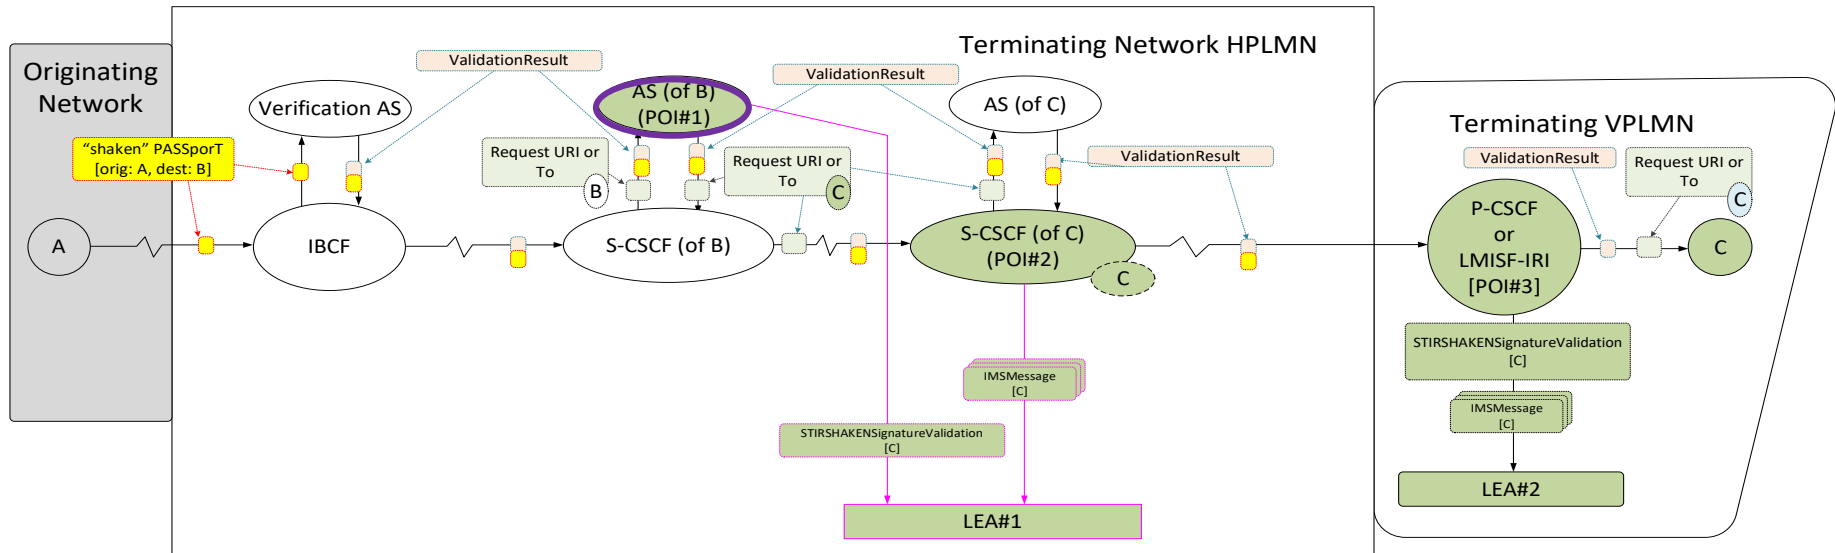 Originating
Network
Terminating Network HPLMN
Terminating VPLMN
ValidationResult
ValidationResult
ValidationResult
ValidationResult
Verification AS
AS (of B)
(POI#1)
AS (of C)
“shaken” PASSporT
[orig: A, dest: B]
Request URI or
To
B
Request URI or
To
C
Request URI or
To
C
A
IBCF
S-CSCF (of B)
S-CSCF (of C)
(POI#2)
C
P-CSCF
or
LMISF-IRI
[POI#3]
C
STIRSHAKENSignatureValidation
[C]
IMSMessage
[C]
IMSMessage
[C]
STIRSHAKENSignatureValidation
[C]
LEA#2
LEA#1